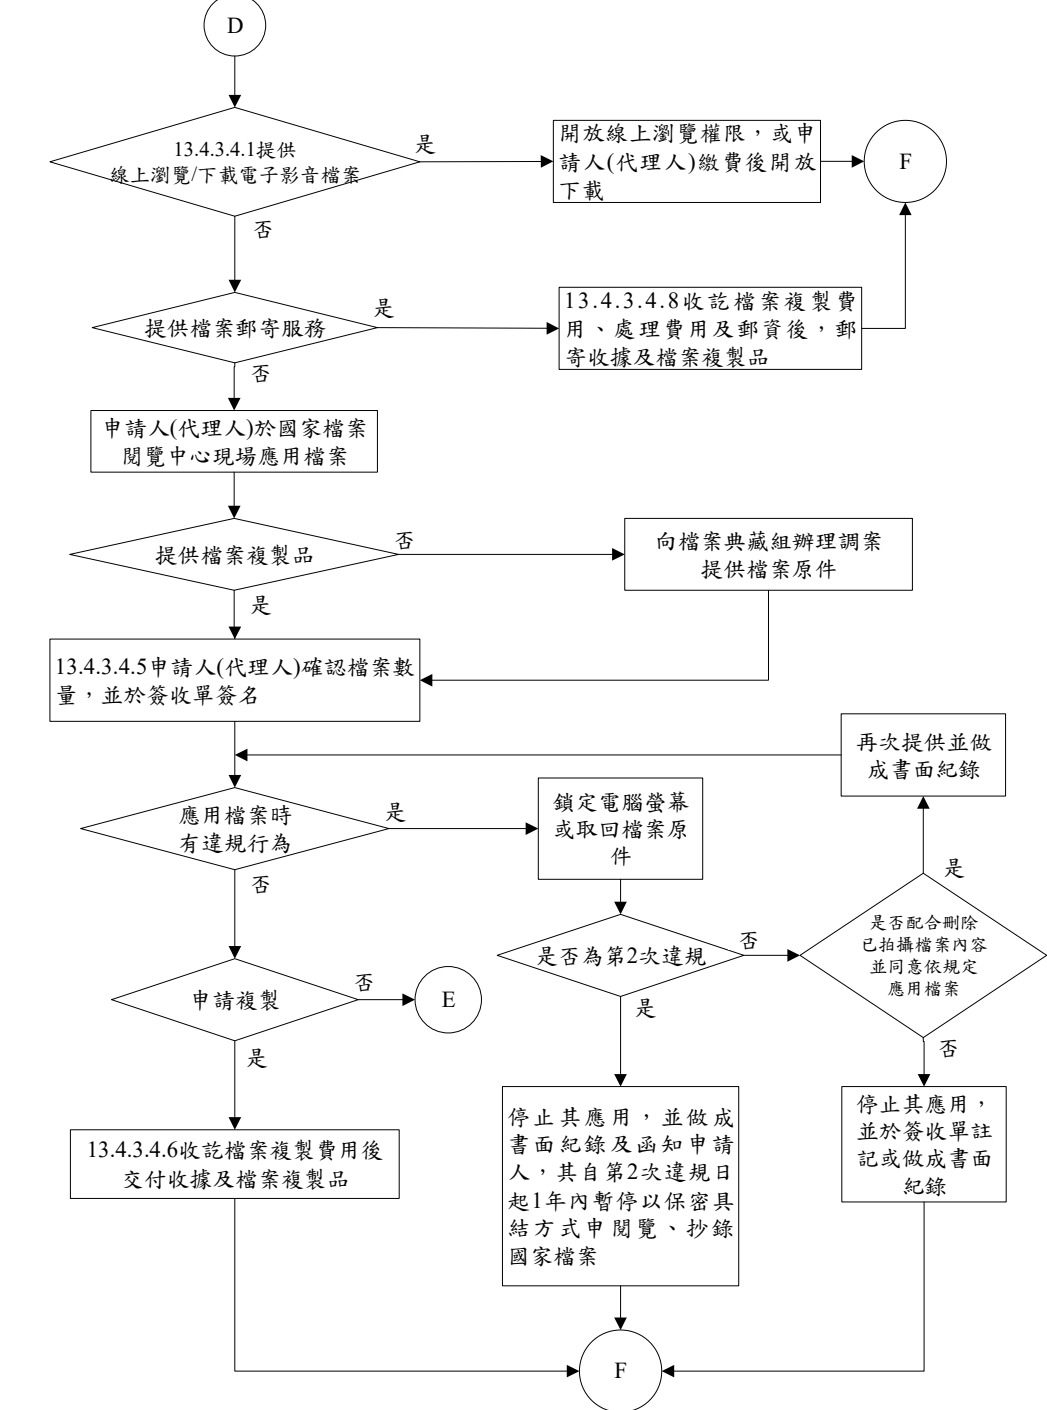 D
13.4.3.4.1提供
線上瀏覽/下載電子影音檔案
是
開放線上瀏覽權限，或申
請人(代理人)繳費後開放
下載
F
否
提供檔案郵寄服務
是
13.4.3.4.8收訖檔案複製費
用、處理費用及郵資後，郵
寄收據及檔案複製品
否
申請人(代理人)於國家檔案
閱覽中心現場應用檔案
提供檔案複製品
否
向檔案典藏組辦理調案
提供檔案原件
是
13.4.3.4.5申請人(代理人)確認檔案數
量，並於簽收單簽名
再次提供並做
成書面紀錄
應用檔案時
有違規行為
是
鎖定電腦螢幕
或取回檔案原
件
否
是
是否為第2次違規
否
是否配合刪除
已拍攝檔案內容
並同意依規定
應用檔案
申請複製
否
E
是
否
是
13.4.3.4.6收訖檔案複製費用後
交付收據及檔案複製品
停止其應用，並做成
書面紀錄及函知申請
人，其自第2次違規日
起1年內暫停以保密具
結方式申閱覽、抄錄
國家檔案
停止其應用，
並於簽收單註
記或做成書面
紀錄
F